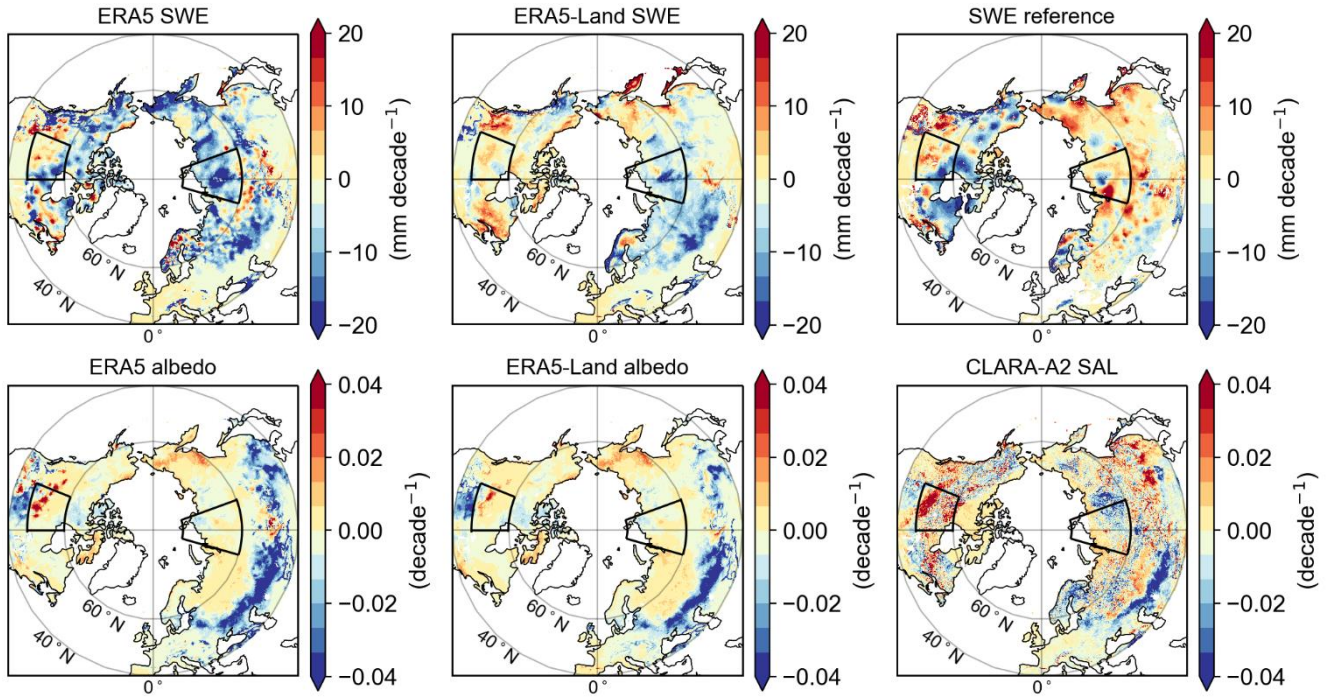 ERA5 SWE
20
10
0
−10
−20
(mm decade⁻¹)
60°N
40°N
0°
ERA5-Land SWE
20
10
0
−10
−20
(mm decade⁻¹)
60°N
40°N
0°
SWE reference
20
10
0
−10
−20
(mm decade⁻¹)
60°N
40°N
0°
ERA5 albedo
0.04
0.02
0.00
−0.02
−0.04
(decade⁻¹)
60°N
40°N
0°
ERA5-Land albedo
0.04
0.02
0.00
−0.02
−0.04
(decade⁻¹)
60°N
40°N
0°
CLARA-A2 SAL
0.04
0.02
0.00
−0.02
−0.04
(decade⁻¹)
60°N
40°N
0°